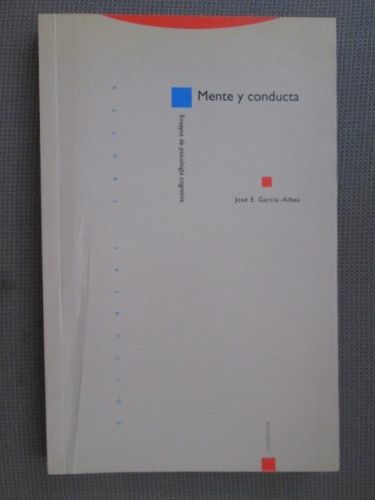 Mente y conducta
Ensayos de psicología cognitiva
José E. García-Albea
EDITORIAL TROTTA